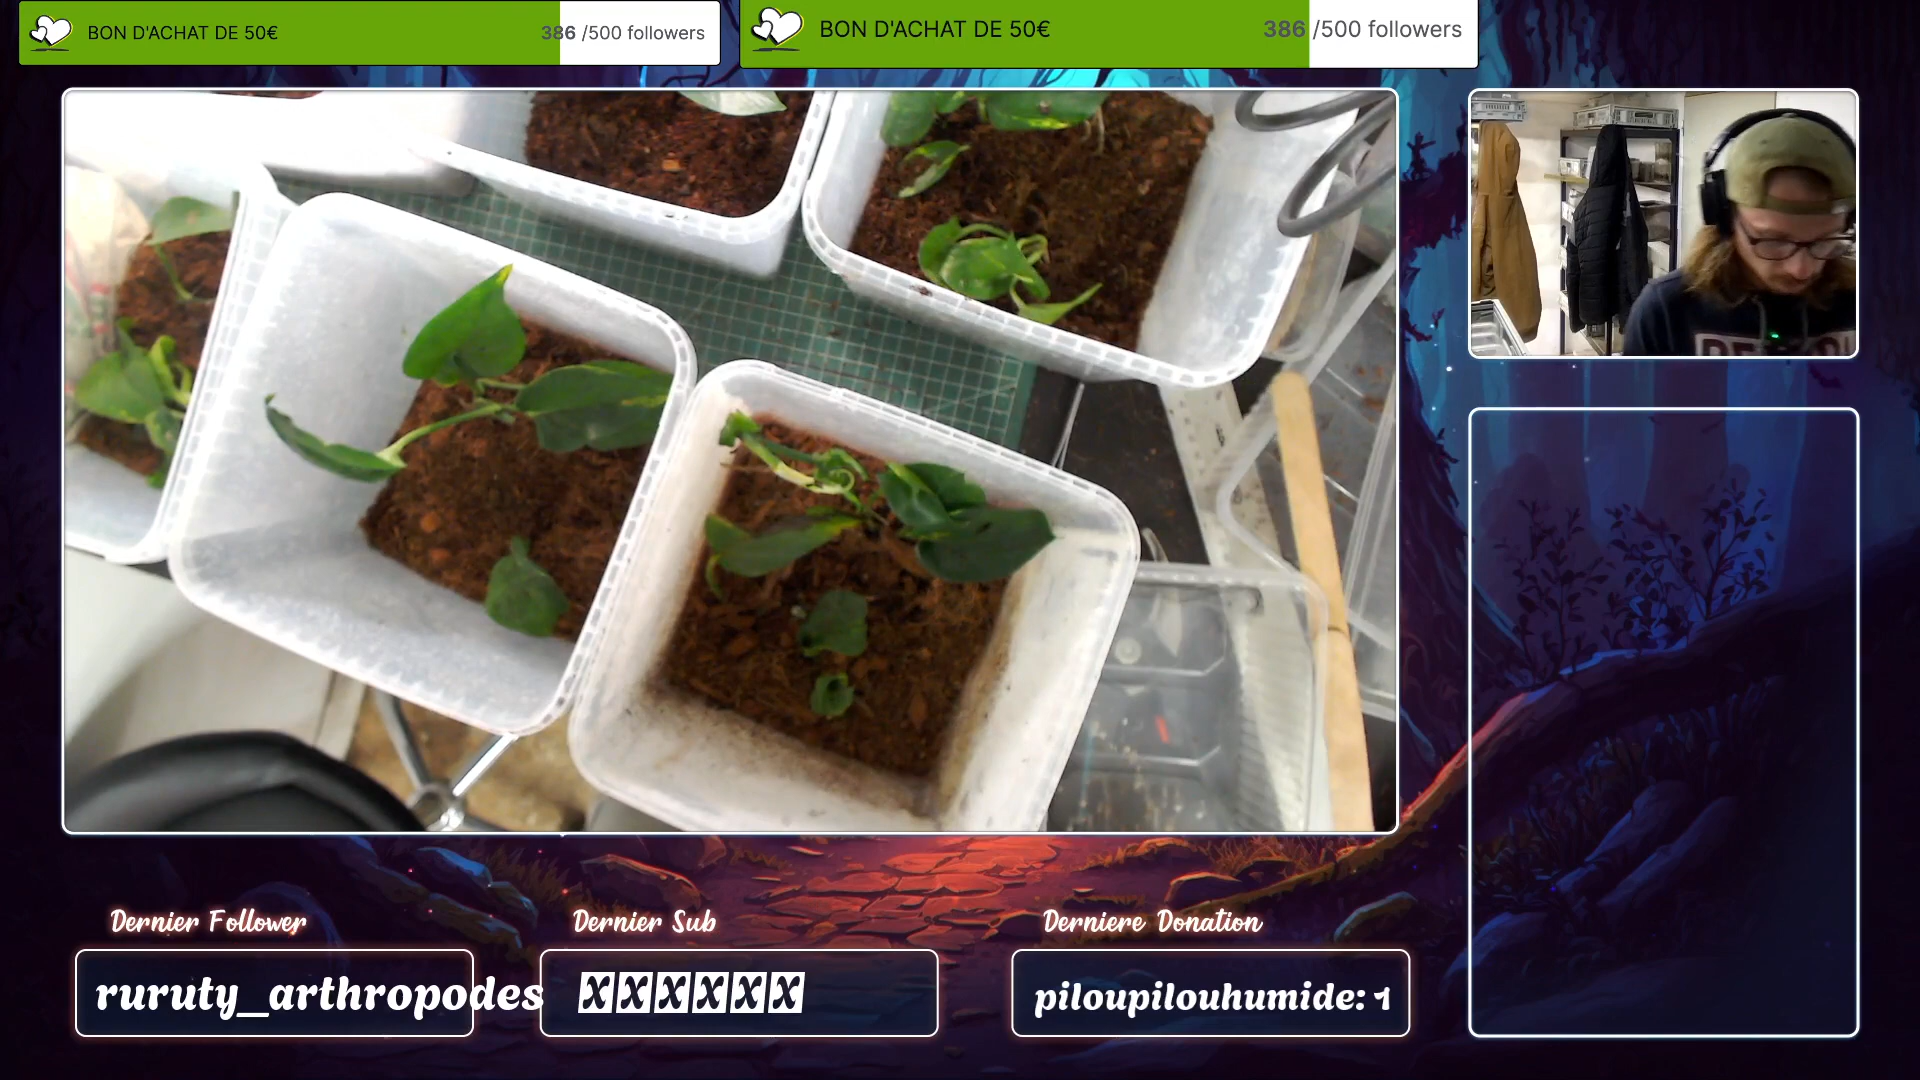 BON D'ACHAT DE 50€ 386 /500 followers
BON D'ACHAT DE 50€ 386 /500 followers
Dernier Follower
ruruty_arthropodes
Dernier Sub
Derniere Donation
piloupilouhumide: 1